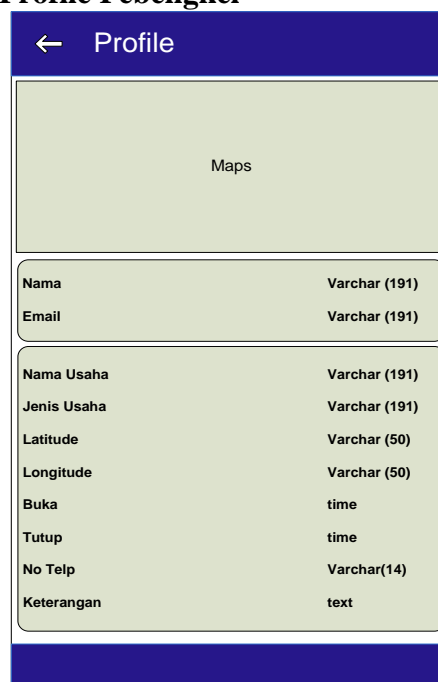 Profile
Maps
Nama Varchar (191)
Email Varchar (191)
Nama Usaha Varchar (191)
Jenis Usaha Varchar (191)
Latitude Varchar (50)
Longitude Varchar (50)
Buka time
Tutup time
No Telp Varchar(14)
Keterangan text